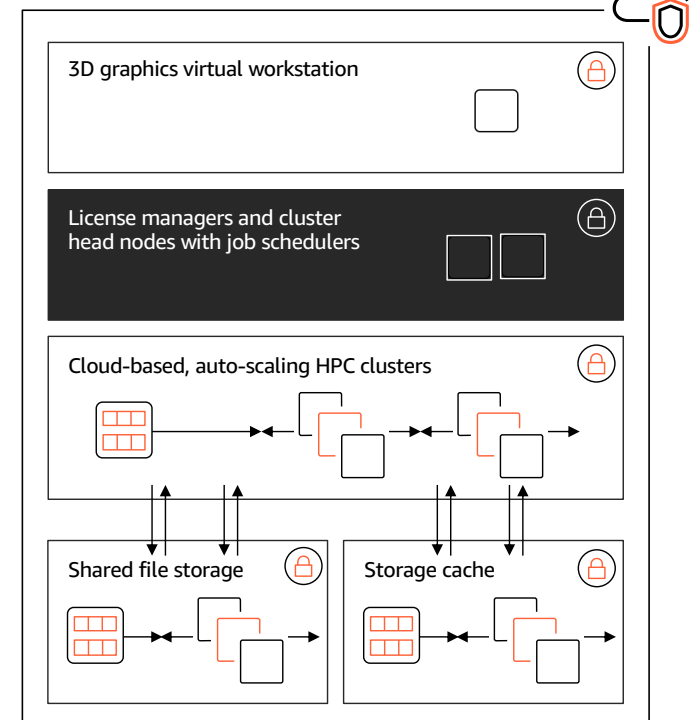 3D graphics virtual workstation
License managers and cluster
head nodes with job schedulers
Cloud-based, auto-scaling HPC clusters
Shared file storage
Storage cache